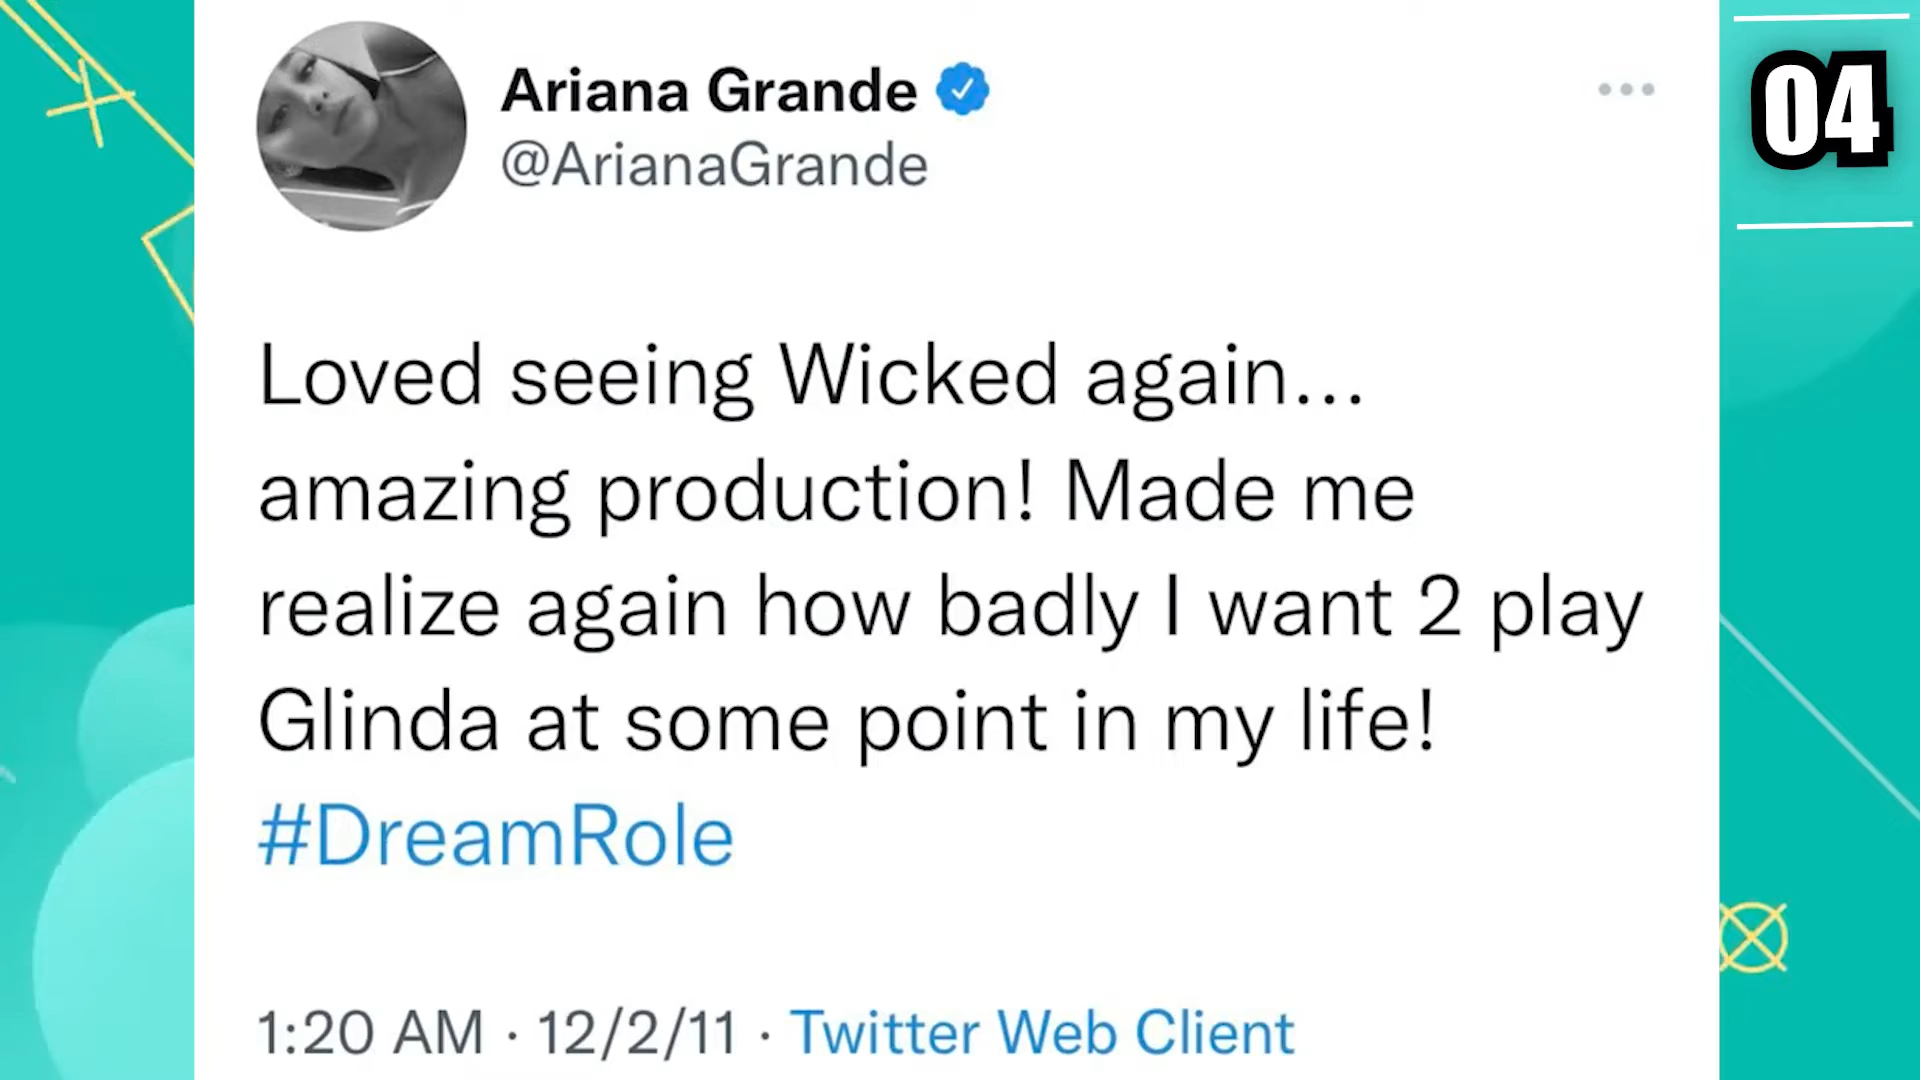 Ariana Grande
@ArianaGrande
04
Loved seeing Wicked again...
amazing production! Made me
realize again how badly I want 2 play
Glinda at some point in my life!
#DreamRole
1:20 AM · 12/2/11 · Twitter Web Client